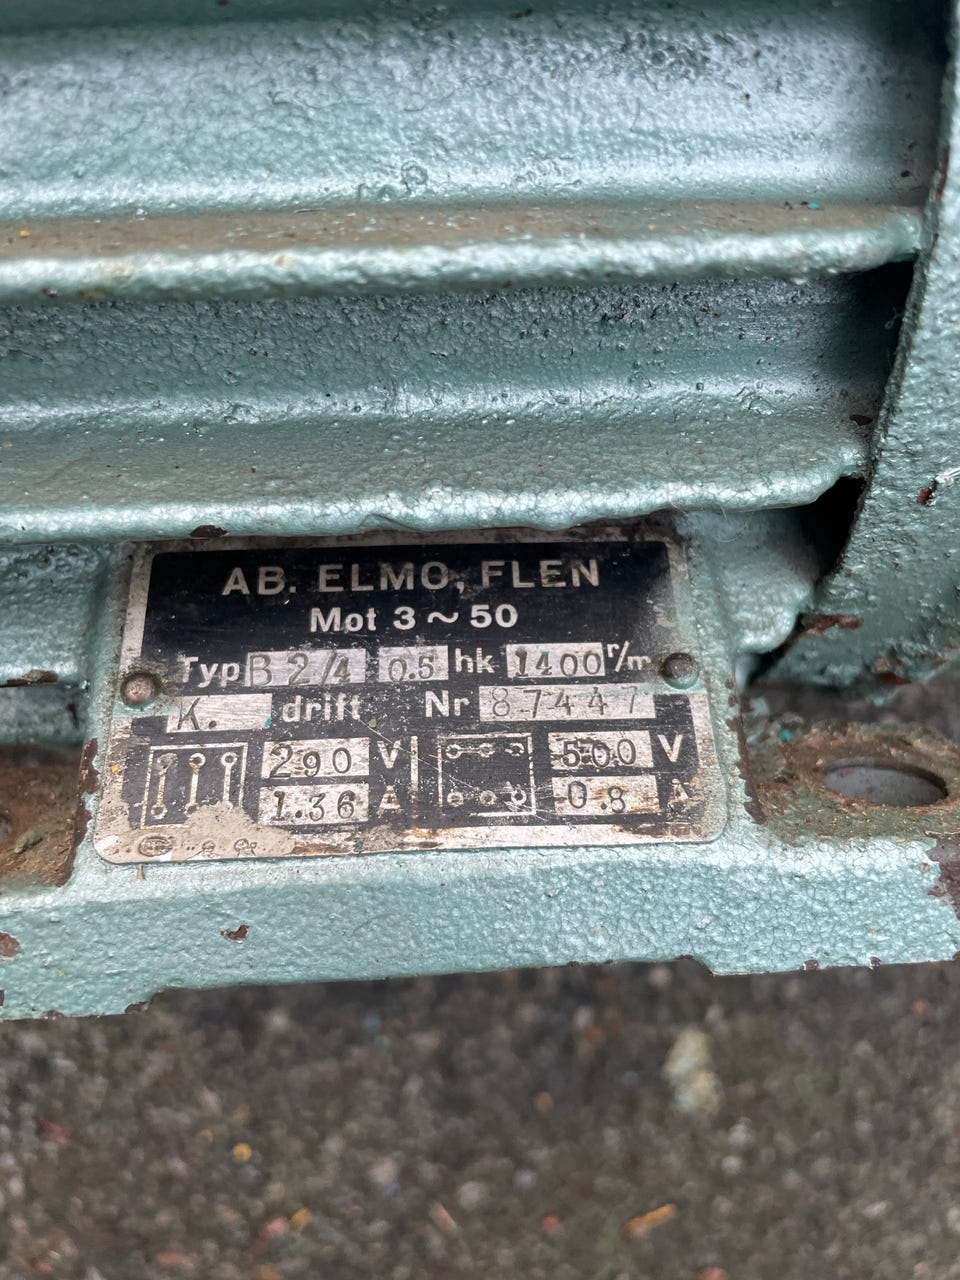 AB. ELMO, FLEN
Mot 3 ~ 50
Typ B 2/4 0.5 hk 1400 r/m
K. drift Nr 87447
290 V 500 V
1.36 A 0.8 A